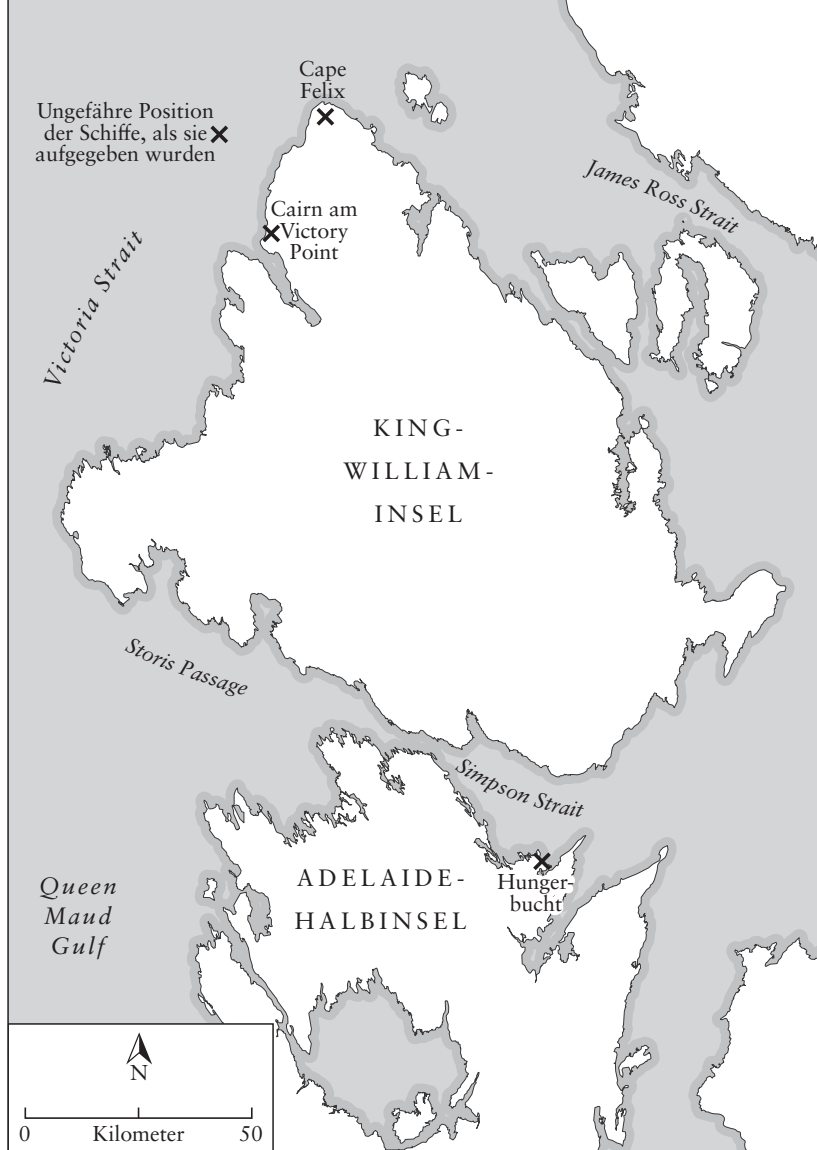 Cape
Felix
Ungefähre Position
der Schiffe, als sie
aufgegeben wurden
James Ross Strait
Cairn am
Victory
Point
Victoria Strait
KING-
WILLIAM-
INSEL
Storis Passage
Simpson Strait
ADELAIDE-
HALBINSEL
Hunger-
bucht
Queen
Maud
Gulf
N
0 Kilometer 50